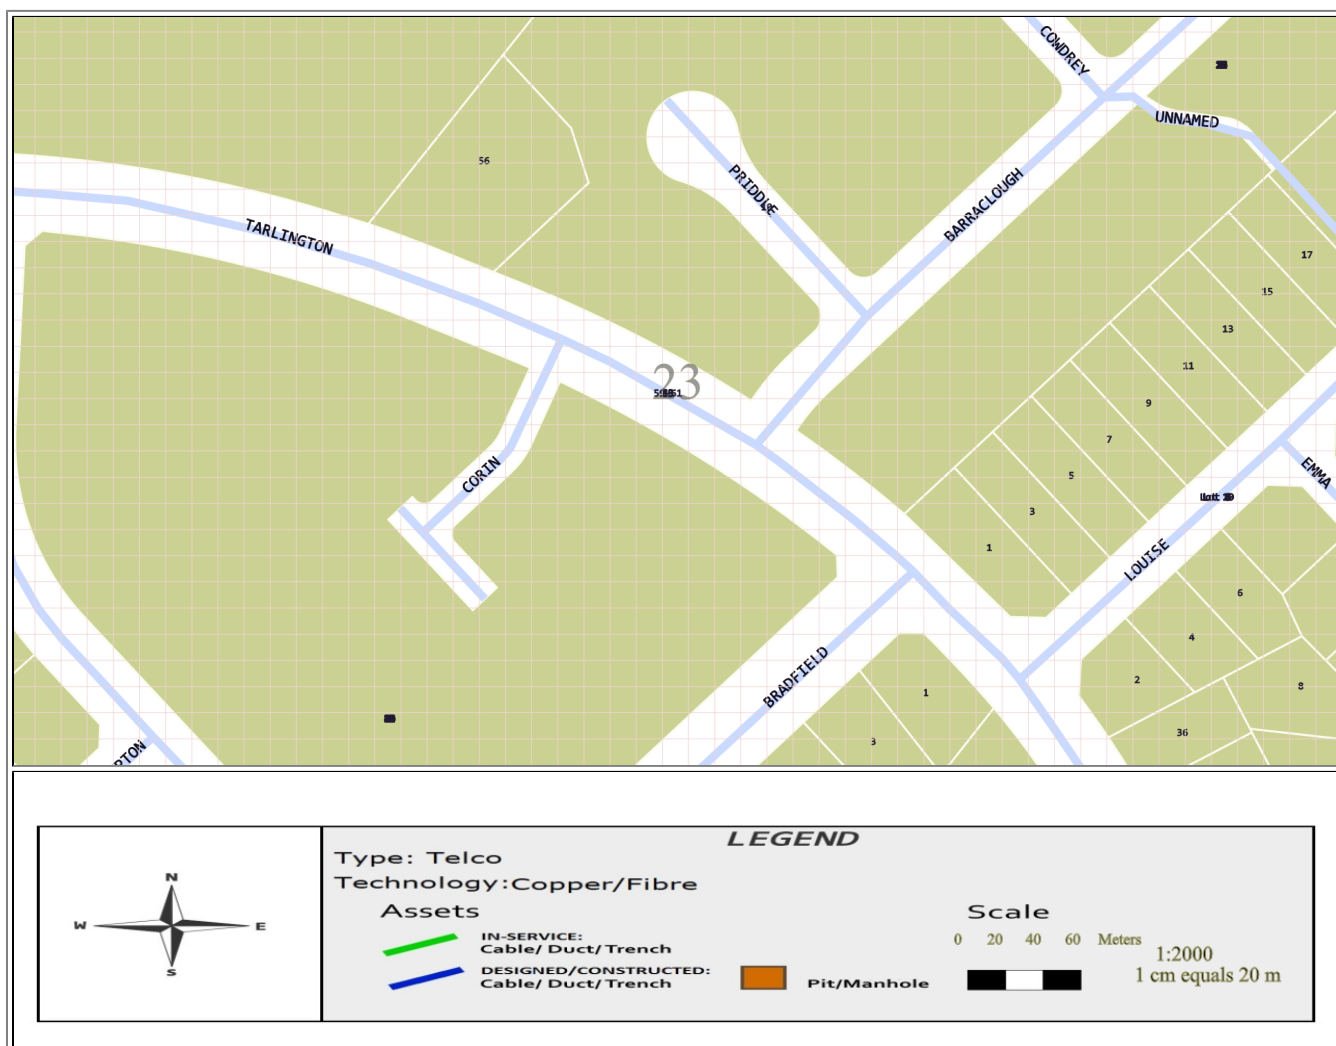 COWDREY
UNNAMED
56
PRIDDLE
BARRACLOUGH
TARLINGTON
17
15
13
11
9
7
5
3
1
23
CORIN
EMMA
LOUISE
6
4
2
8
36
BRADFIELD
1
3
RTON
LEGEND
Type: Telco
Technology:Copper/Fibre
Assets
Scale
IN-SERVICE:
Cable/ Duct/ Trench
DESIGNED/CONSTRUCTED:
Cable/ Duct/ Trench
Pit/Manhole
0 20 40 60 Meters
1:2000
1 cm equals 20 m
N
W
E
S